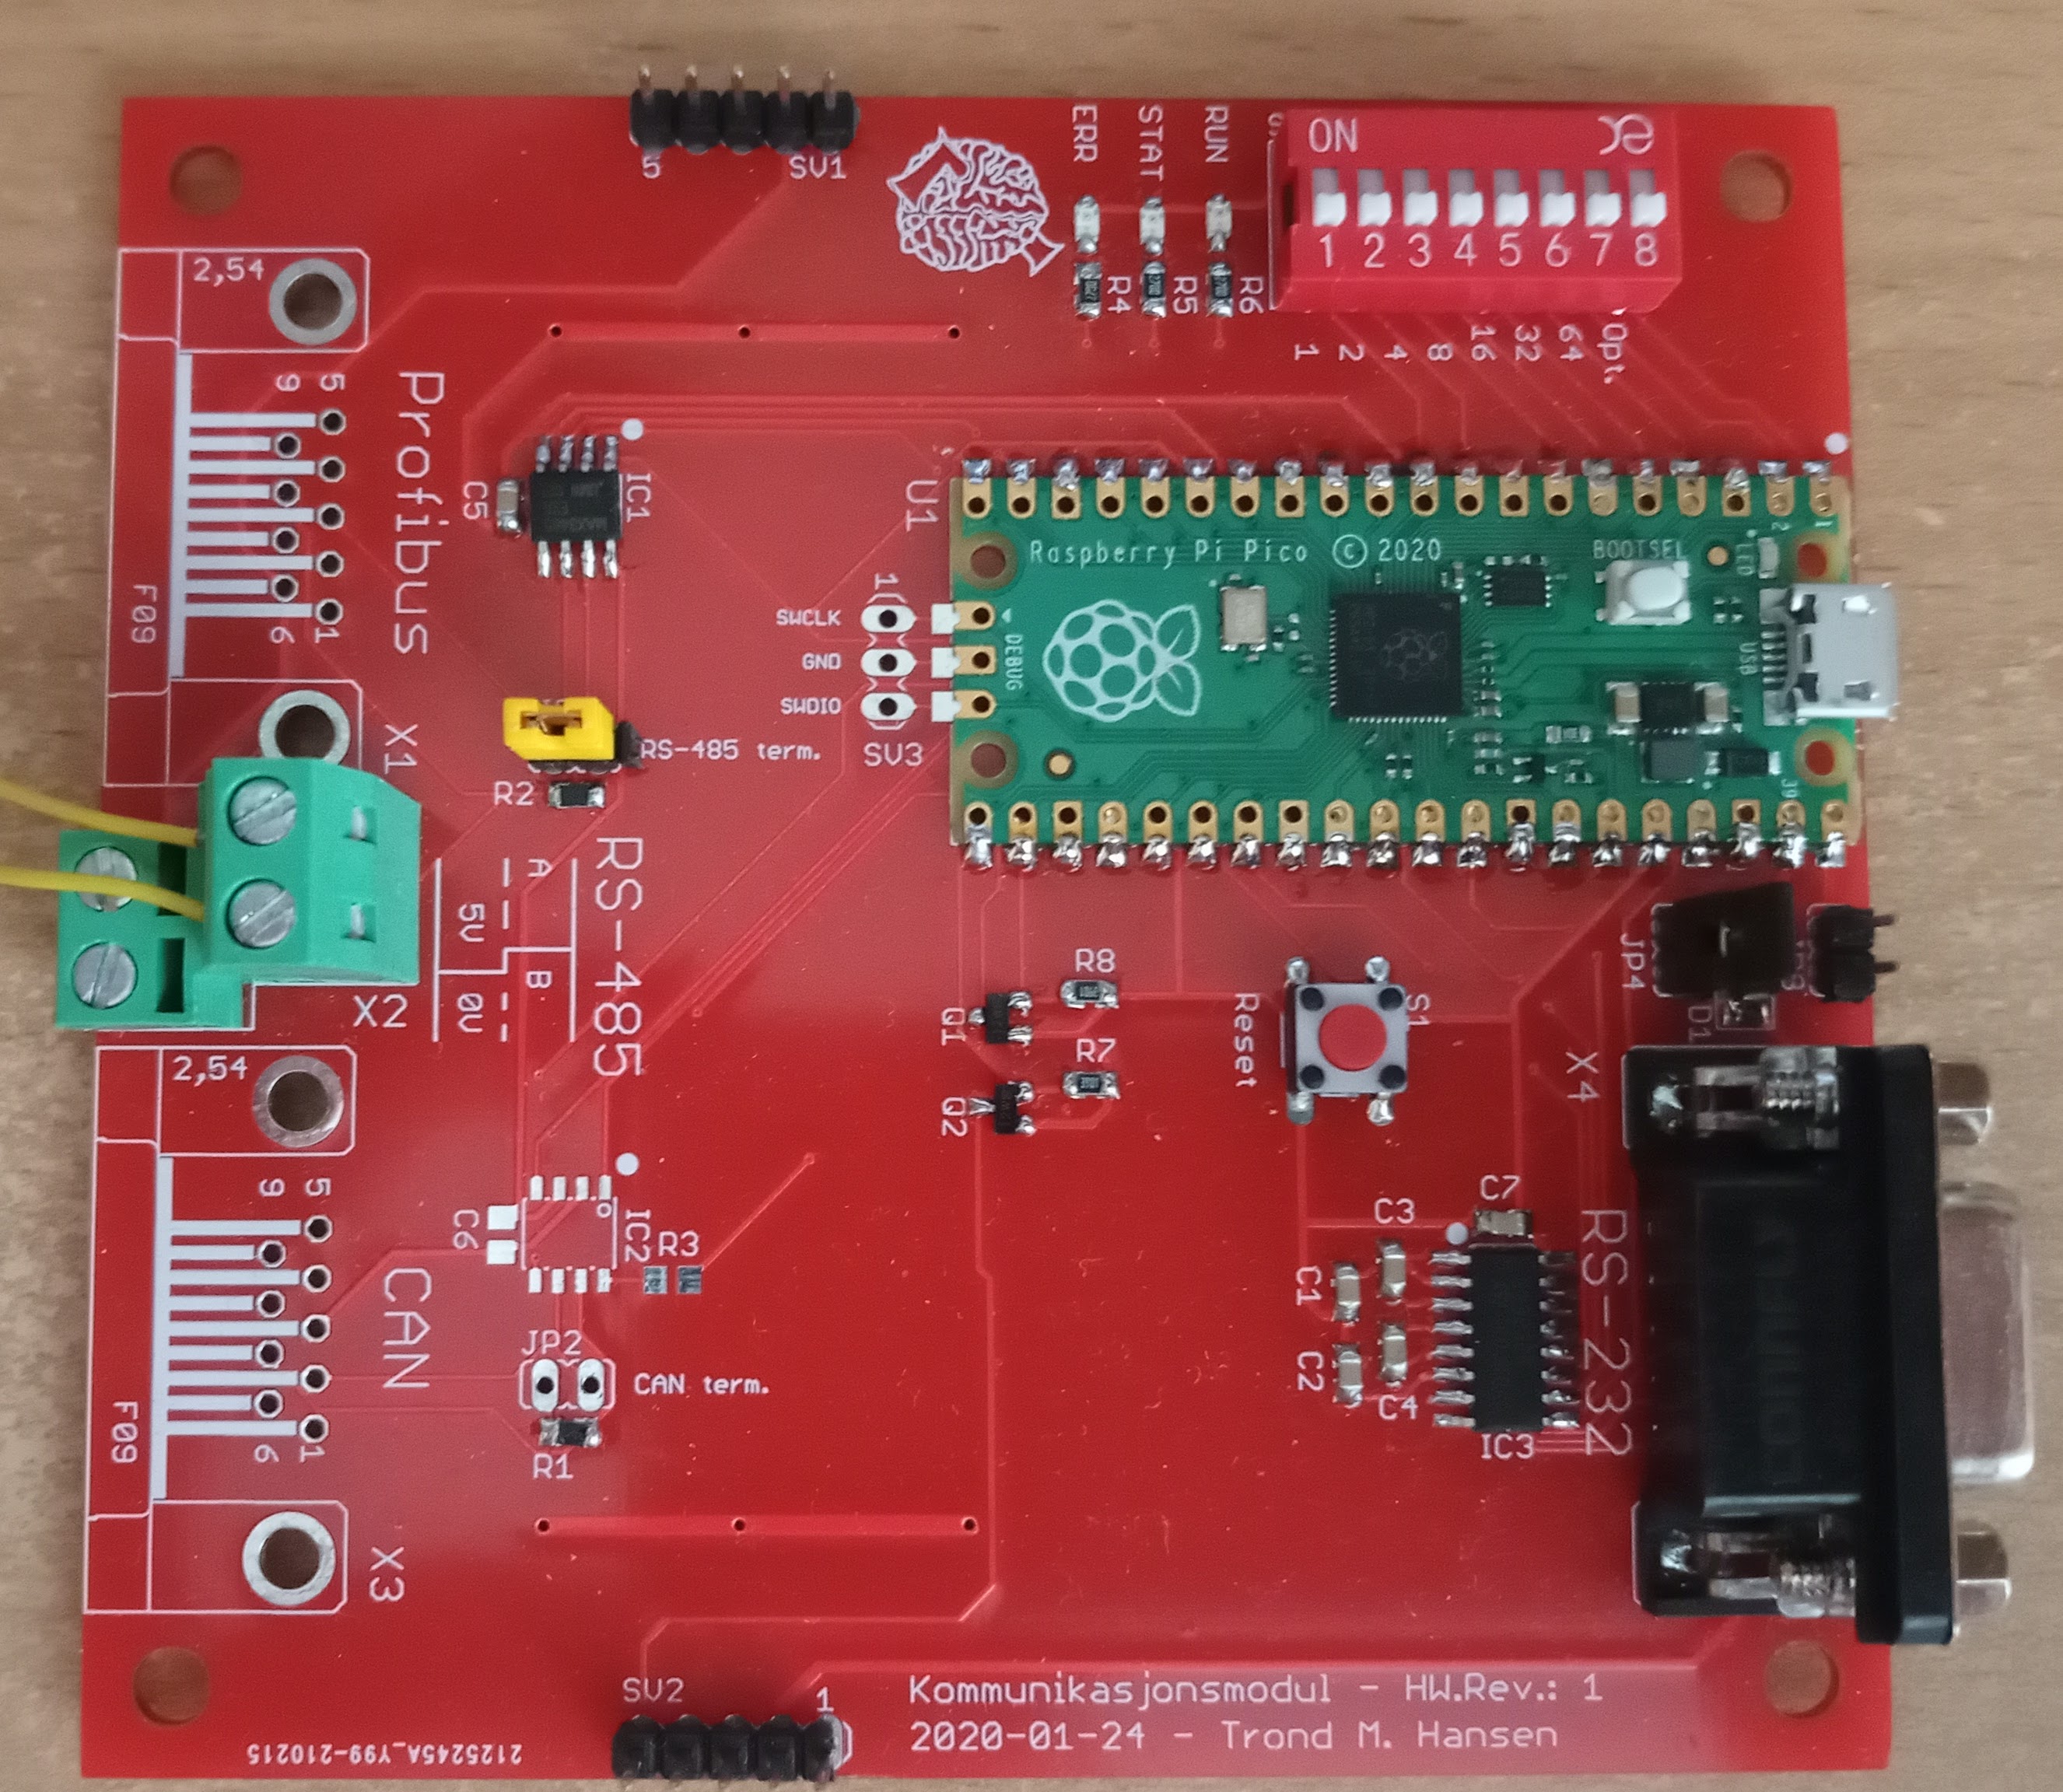 5
SV1
ERR
STAT
RUN
ON
1 2 3 4 5 6 7 8
R4
R5
R6
1
2
4
8
16
32
64
Opt.
2,54
9 5
Profibus
F09
6 1
X1
C5
IC1
U1
Raspberry Pi Pico © 2020
BOOTSEL
LED
2
1
USB
DEBUG
1
SWCLK
GND
SWDIO
SV3
RS-485 term.
R2
RS-485
A
B
5V
0V
X2
R8
Q1
R7
Q2
Reset
S1
JP4
D1
X4
2,54
9 5
CAN
F09
6 1
X3
C6
IC2
R3
JP2
CAN term.
R1
C7
C3
C1
C2
C4
IC3
RS-232
SV2
1
Kommunikasjonsmodul - HW.Rev.: 1
2020-01-24 - Trond M. Hansen
2125245A_Y99-210215